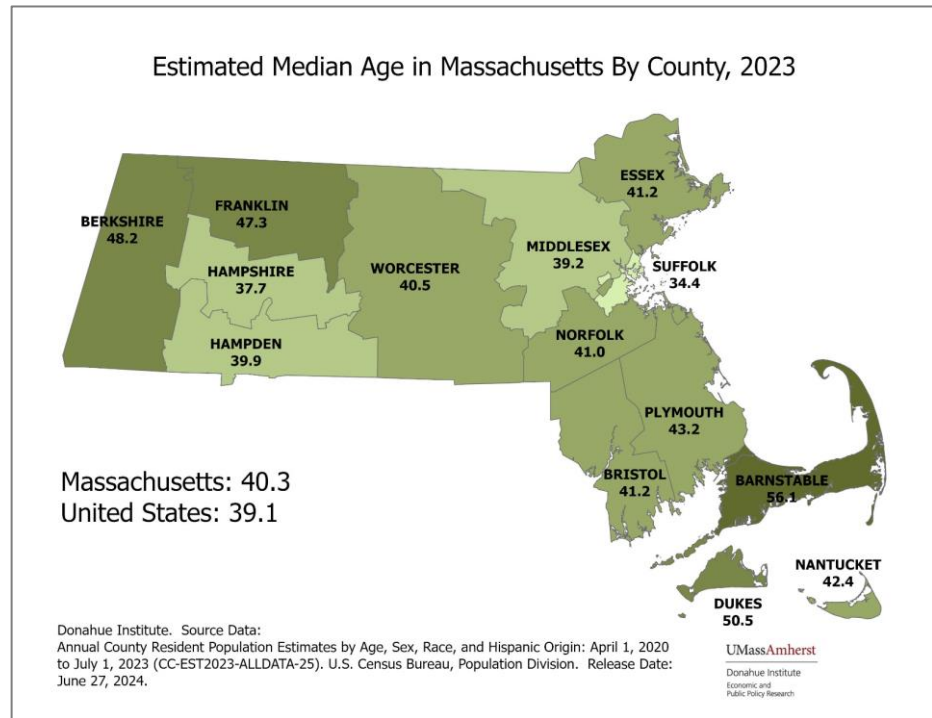 Estimated Median Age in Massachusetts By County, 2023
ESSEX
41.2
FRANKLIN
47.3
BERKSHIRE
48.2
MIDDLESEX
39.2
HAMPSHIRE
37.7
WORCESTER
40.5
SUFFOLK
34.4
NORFOLK
41.0
HAMPDEN
39.9
PLYMOUTH
43.2
BRISTOL
41.2
BARNSTABLE
56.1
Massachusetts: 40.3
United States: 39.1
NANTUCKET
42.4
DUKES
50.5
Donahue Institute. Source Data:
Annual County Resident Population Estimates by Age, Sex, Race, and Hispanic Origin: April 1, 2020
to July 1, 2023 (CC-EST2023-ALLDATA-25). U.S. Census Bureau, Population Division. Release Date:
June 27, 2024.
UMassAmherst
Donahue Institute
Economic and
Public Policy Research